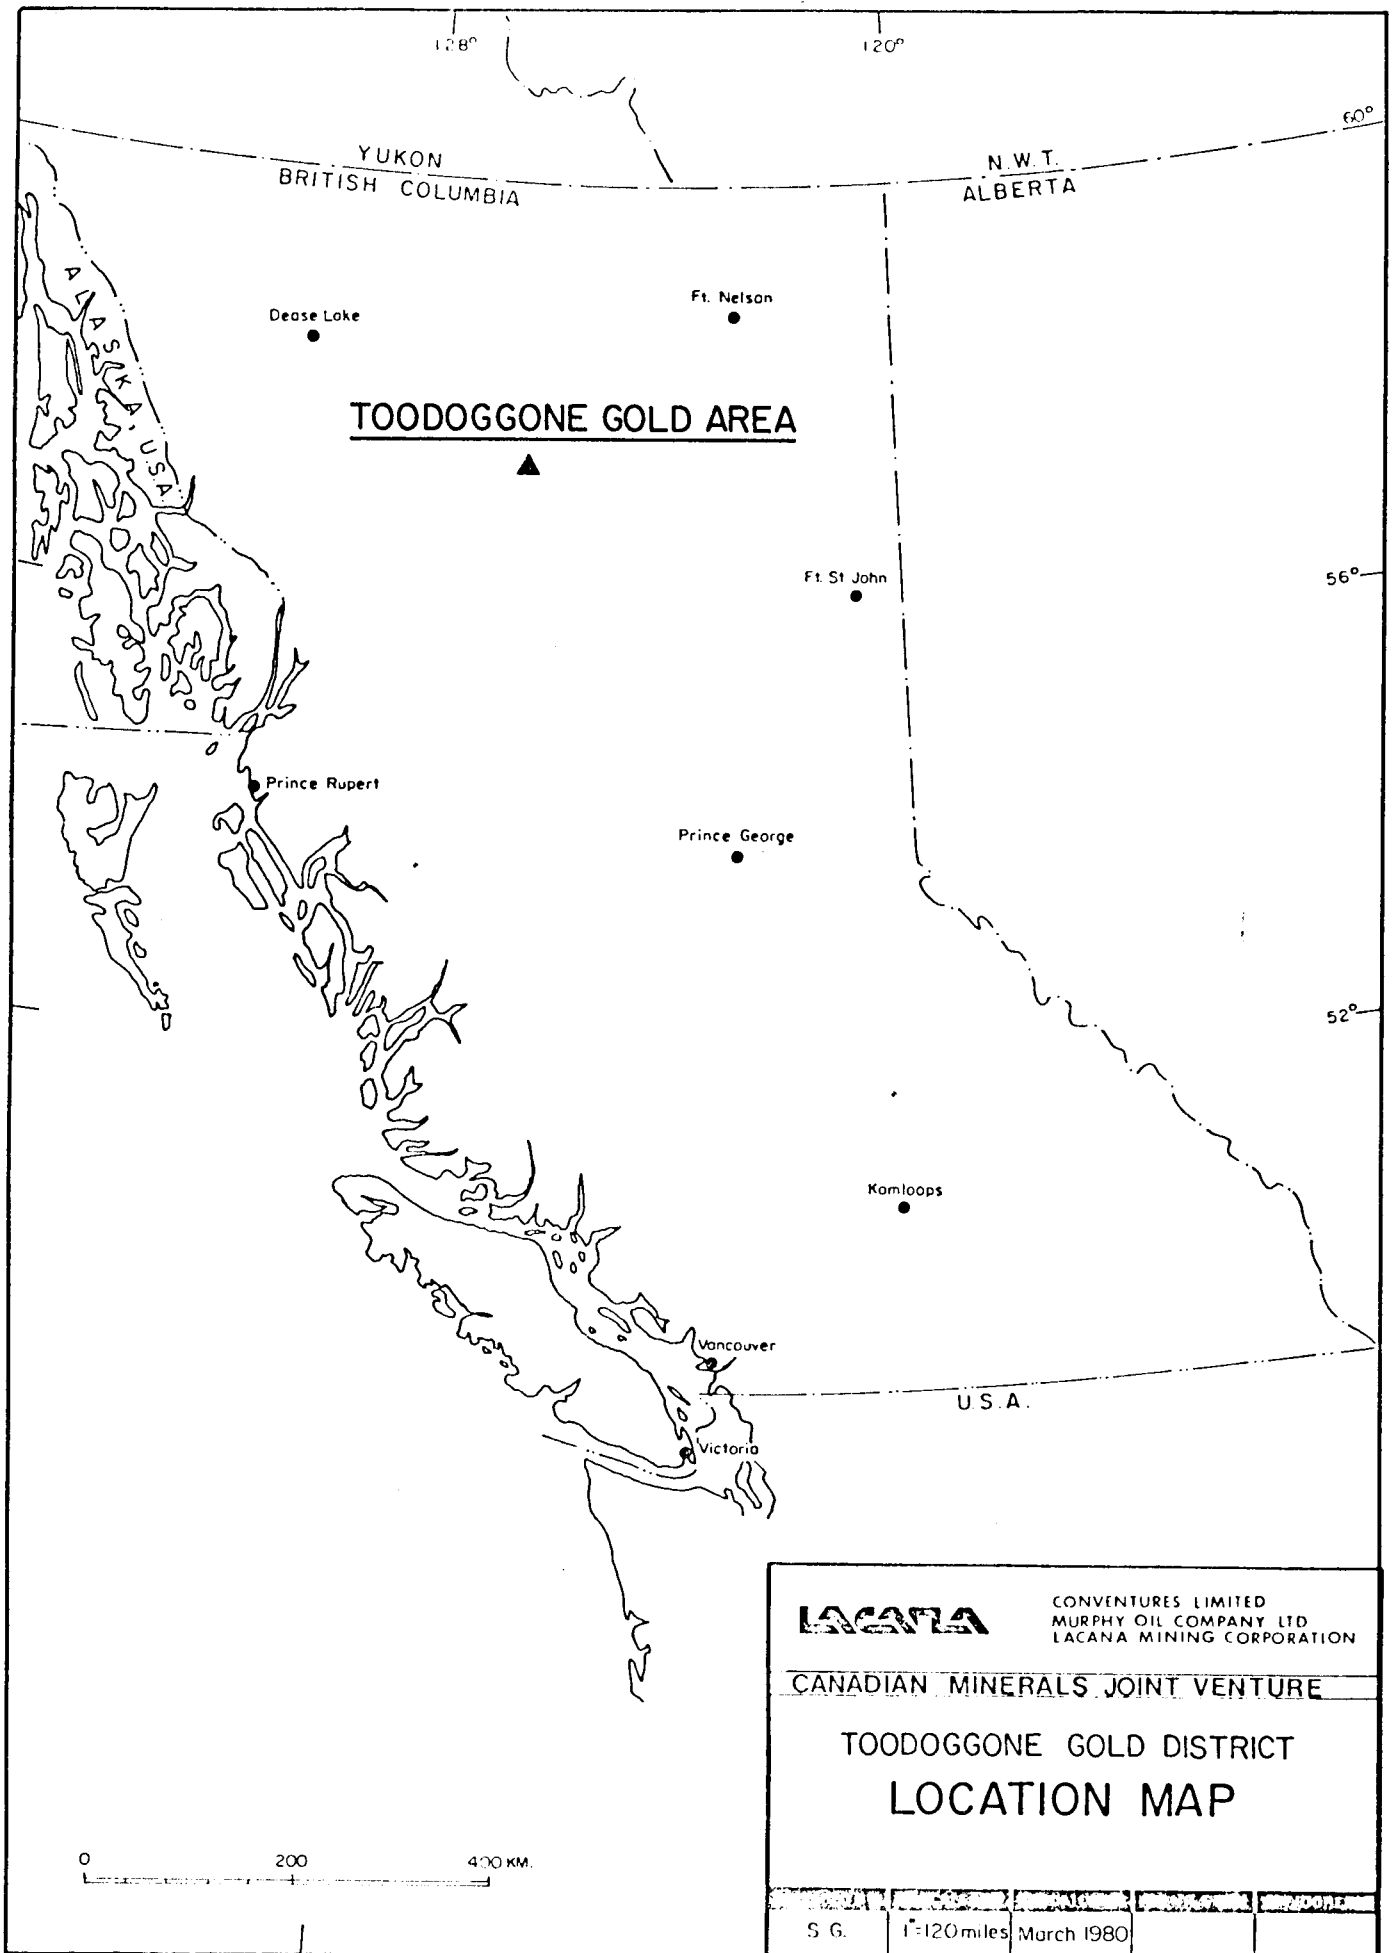 128°
120°
60°
YUKON
BRITISH COLUMBIA
N.W.T.
ALBERTA
ALASKA, U.S.A.
Dease Lake
Ft. Nelson
TOODOGGONE GOLD AREA
Ft. St John
56°
Prince Rupert
Prince George
52°
Kamloops
Vancouver
U.S.A.
Victoria
LACANA
CONVENTURES LIMITED
MURPHY OIL COMPANY LTD
LACANA MINING CORPORATION
CANADIAN MINERALS JOINT VENTURE
TOODOGGONE GOLD DISTRICT
LOCATION MAP
0 200 400 KM.
S G. 1"=120 miles March 1980